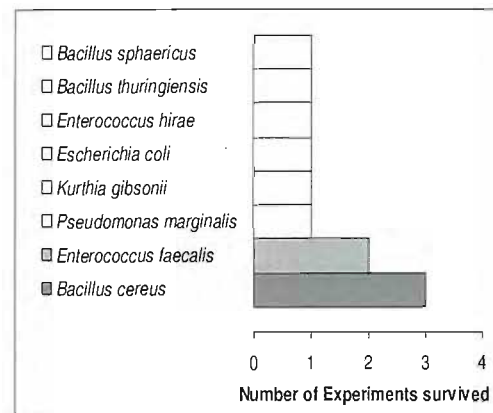 Bacillus sphaericus
Bacillus thuringiensis
Enterococcus hirae
Escherichia coli
Kurthia gibsonii
Pseudomonas marginalis
Enterococcus faecalis
Bacillus cereus
0 1 2 3 4
Number of Experiments survived